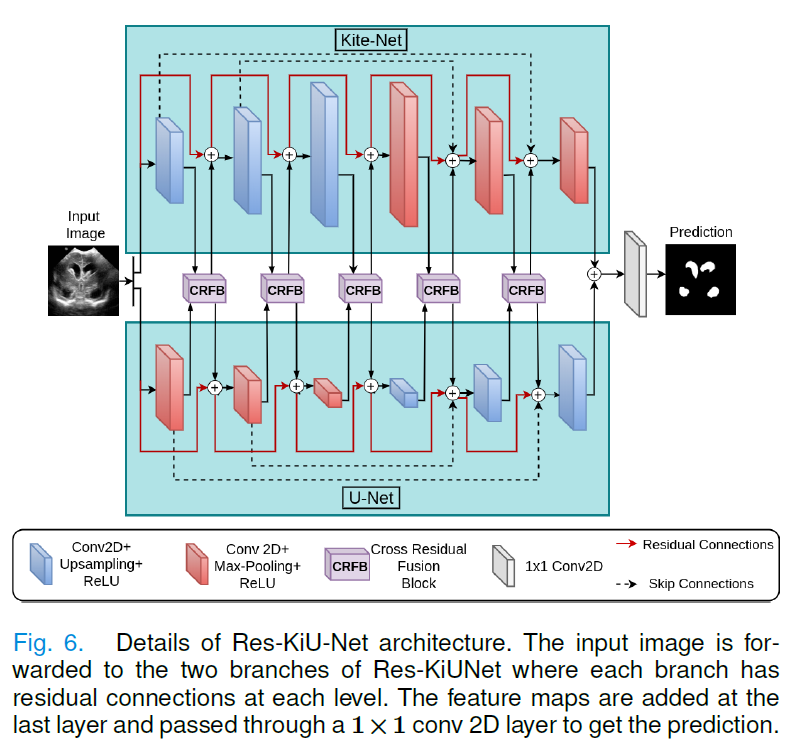 Kite-Net
Input
Image
Prediction
CRFB
CRFB
CRFB
CRFB
CRFB
U-Net
Conv2D+
Upsampling+
ReLU
Conv 2D+
Max-Pooling+
ReLU
CRFB
Cross Residual
Fusion
Block
1x1 Conv2D
Residual Connections
Skip Connections
Fig. 6. Details of Res-KiU-Net architecture. The input image is for-
warded to the two branches of Res-KiUNet where each branch has
residual connections at each level. The feature maps are added at the
last layer and passed through a 1 × 1 conv 2D layer to get the prediction.